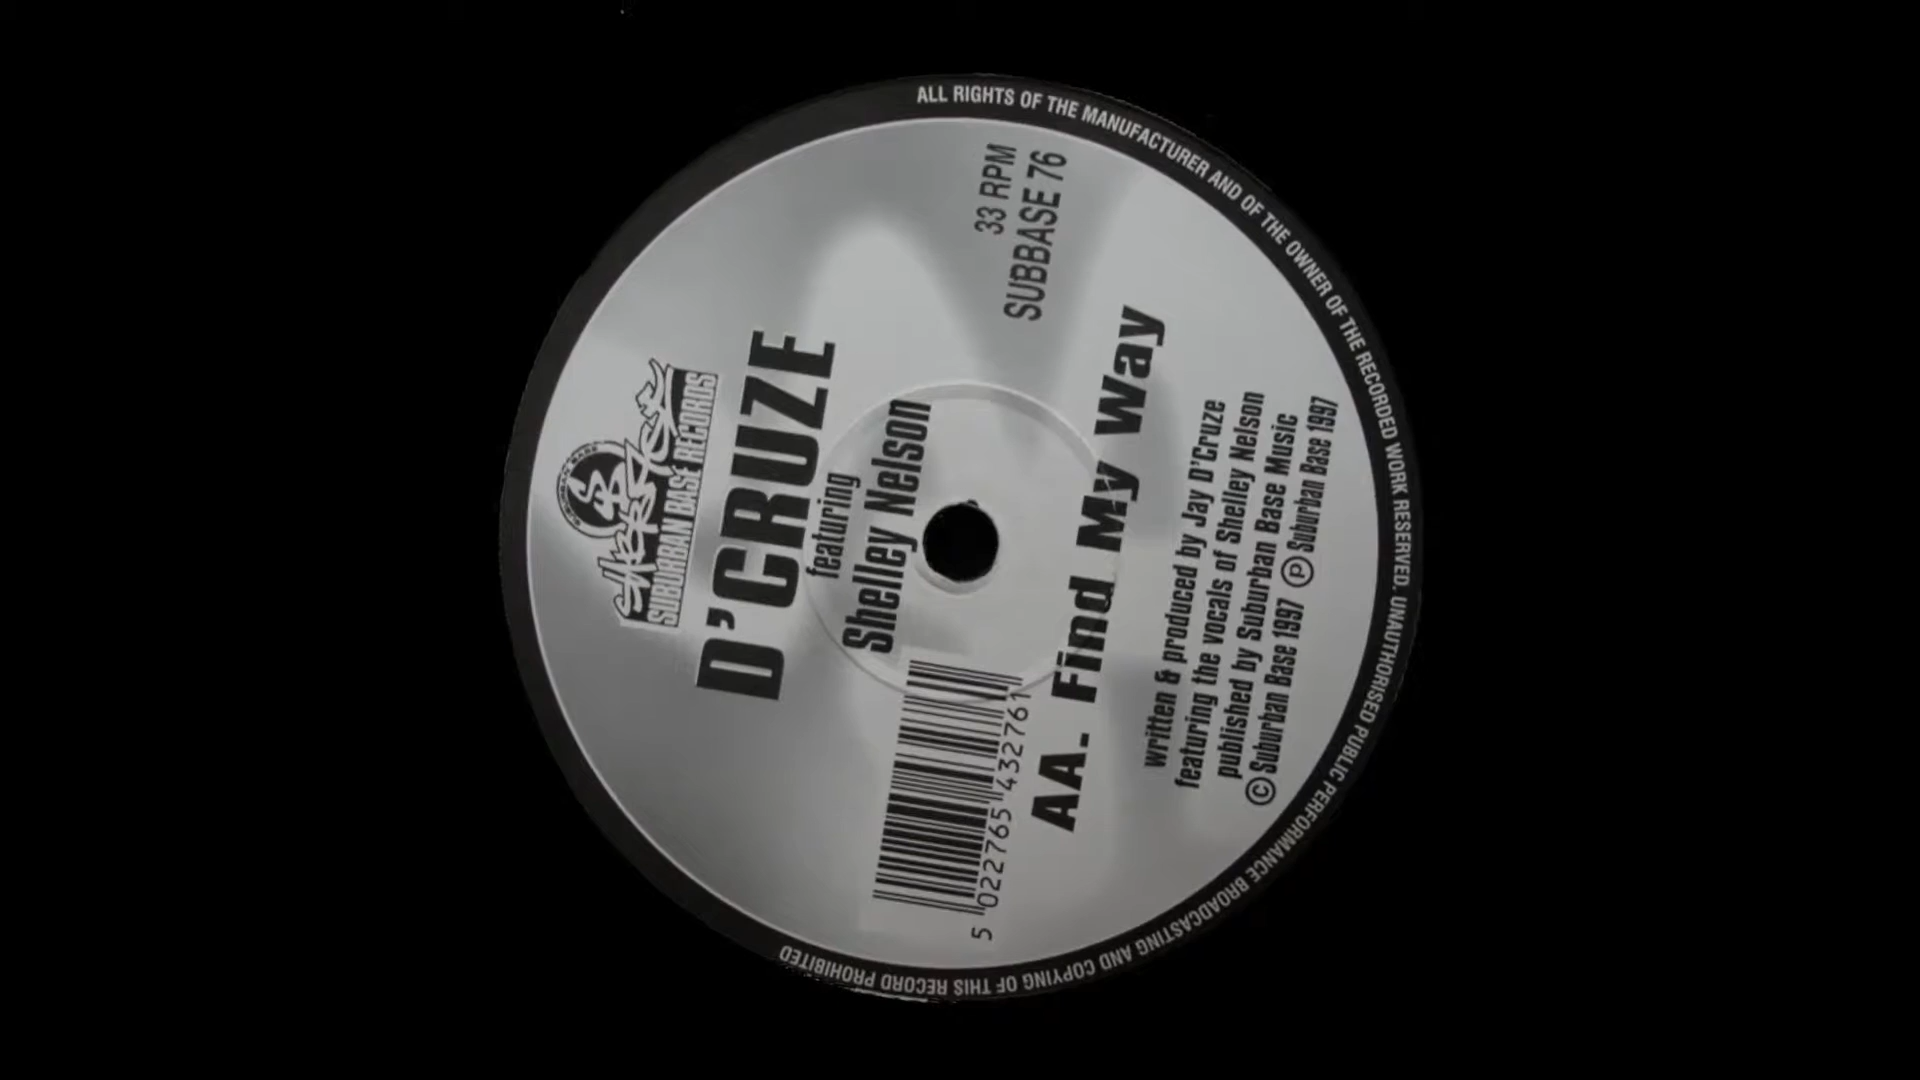 SUBURBAN BASE
SUBURBAN BASE RECORDS
D'CRUZE
featuring
Shelley Nelson
33 RPM
SUBBASE 76
5 022765 432761
AA. Find My Way
written & produced by Jay D'Cruze
featuring the vocals of Shelley Nelson
published by Suburban Base Music
© Suburban Base 1997 ℗ Suburban Base 1997
ALL RIGHTS OF THE MANUFACTURER AND OF THE OWNER OF THE RECORDED WORK RESERVED. UNAUTHORISED PUBLIC PERFORMANCE BROADCASTING AND COPYING OF THIS RECORD PROHIBITED